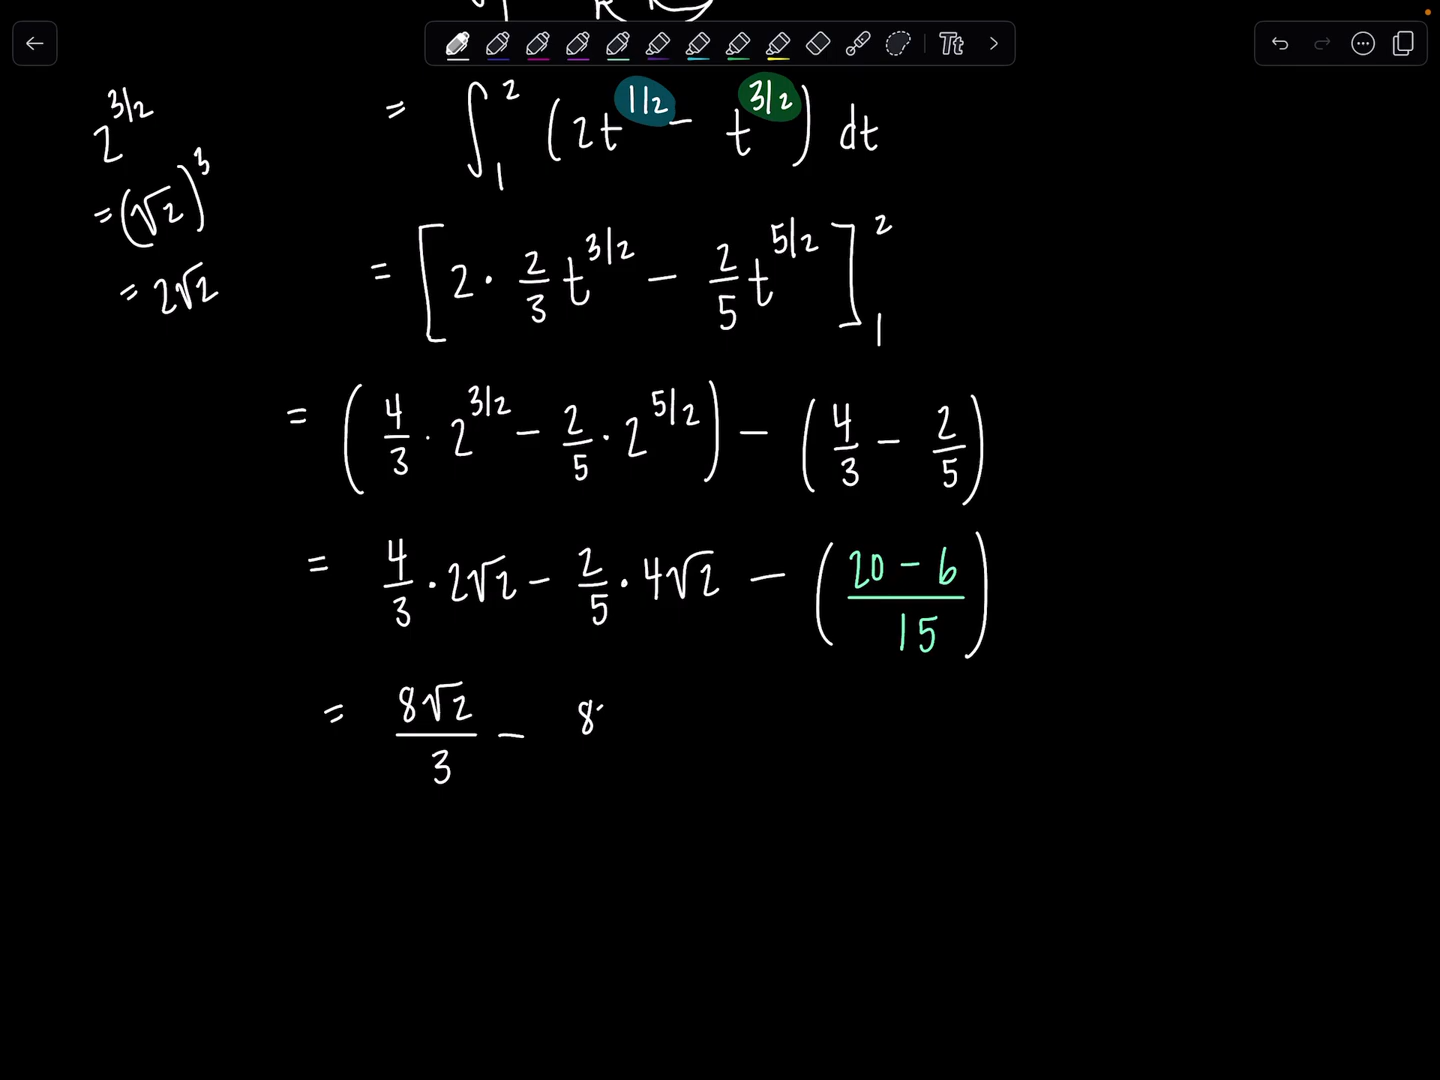 Tt
2^{3/2}
= (√2)^3
= 2√2
= ∫_1^2 (2t^{1/2} - t^{3/2}) dt
= [2 · 2/3 t^{3/2} - 2/5 t^{5/2}]_1^2
= (4/3 · 2^{3/2} - 2/5 · 2^{5/2}) - (4/3 - 2/5)
= 4/3 · 2√2 - 2/5 · 4√2 - ((20 - 6)/15)
= 8√2/3 - 8